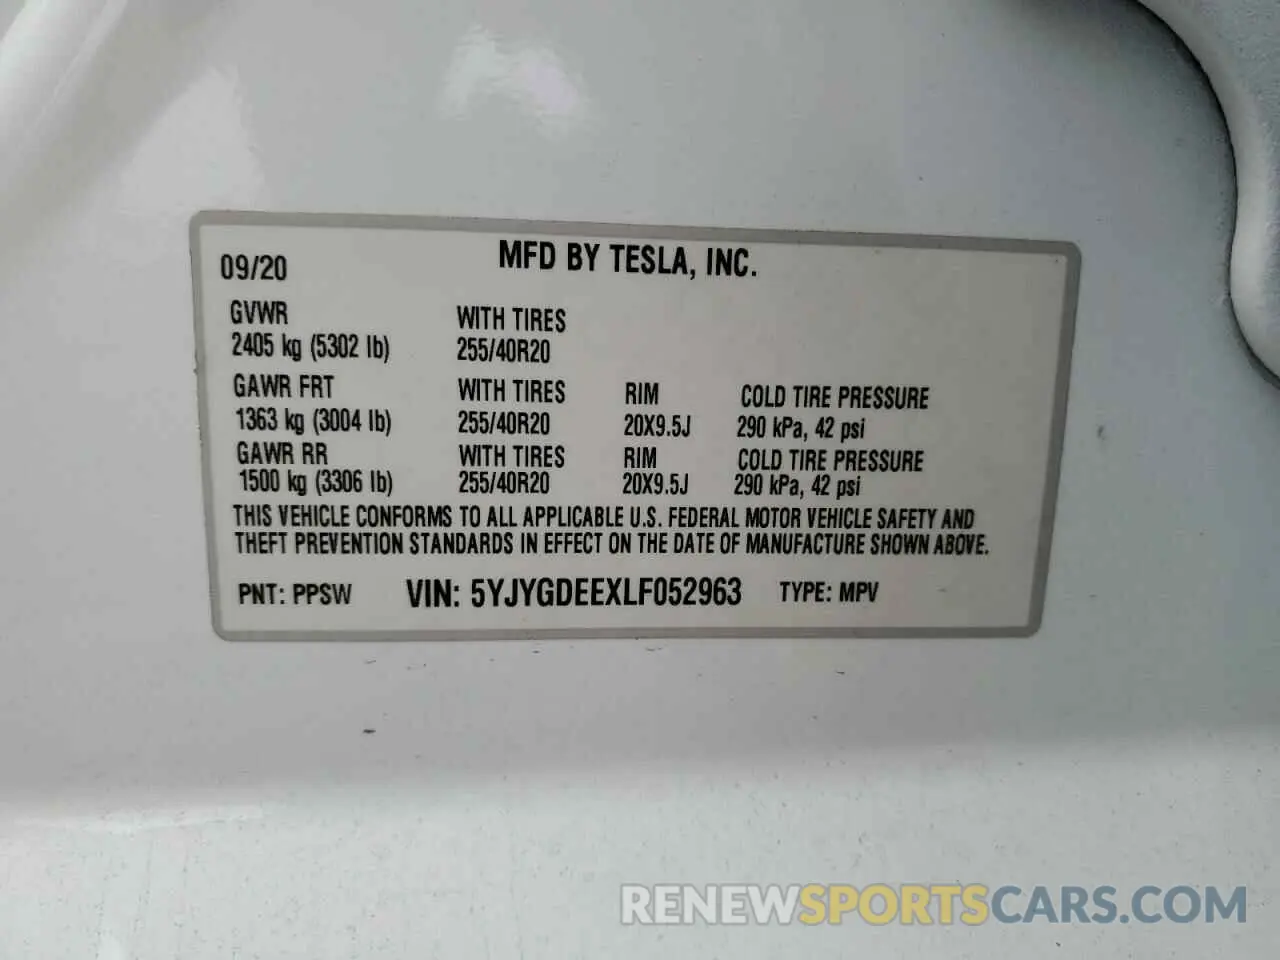 MFD BY TESLA, INC.
09/20
GVWR WITH TIRES
2405 kg (5302 lb) 255/40R20
GAWR FRT WITH TIRES RIM COLD TIRE PRESSURE
1363 kg (3004 lb) 255/40R20 20X9.5J 290 kPa, 42 psi
GAWR RR WITH TIRES RIM COLD TIRE PRESSURE
1500 kg (3306 lb) 255/40R20 20X9.5J 290 kPa, 42 psi
THIS VEHICLE CONFORMS TO ALL APPLICABLE U.S. FEDERAL MOTOR VEHICLE SAFETY AND
THEFT PREVENTION STANDARDS IN EFFECT ON THE DATE OF MANUFACTURE SHOWN ABOVE.
PNT: PPSW VIN: 5YJYGDEEXLF052963 TYPE: MPV
RENEWSPORTSCARS.COM